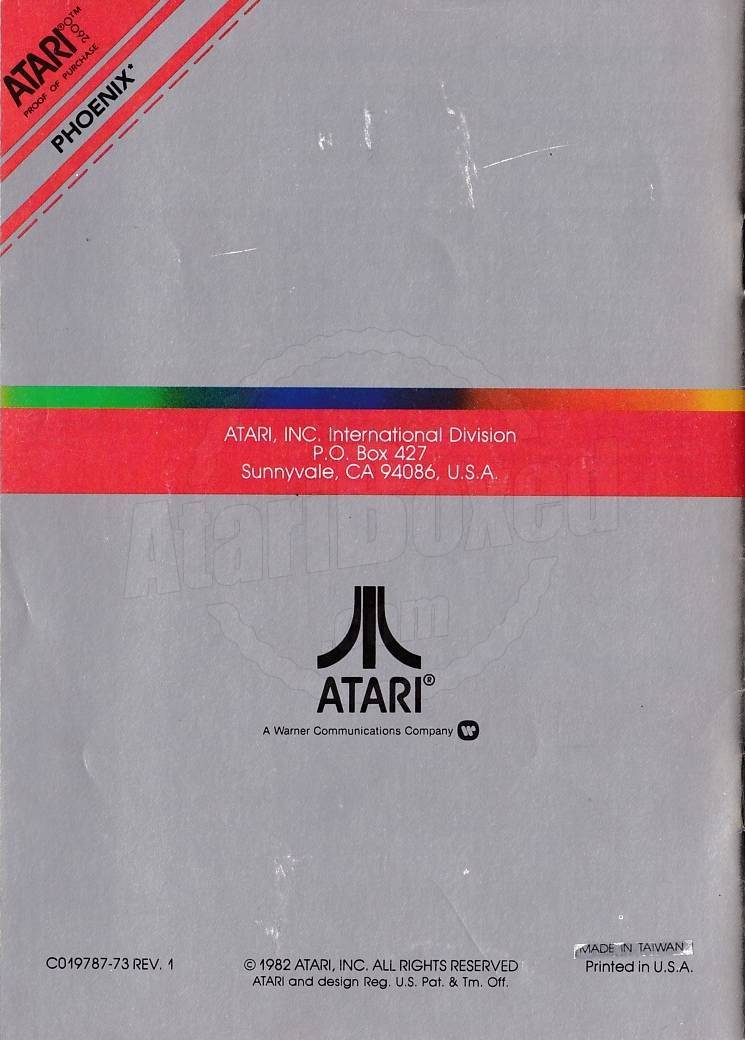 ATARI® 2600™
PROOF OF PURCHASE
PHOENIX*
ATARI, INC. International Division
P.O. Box 427
Sunnyvale, CA 94086, U.S.A.
AtariBoxed
.com
ATARI®
A Warner Communications Company
MADE IN TAIWAN
C019787-73 REV. 1
© 1982 ATARI, INC. ALL RIGHTS RESERVED
Printed in U.S.A.
ATARI and design Reg. U.S. Pat. & Tm. Off.